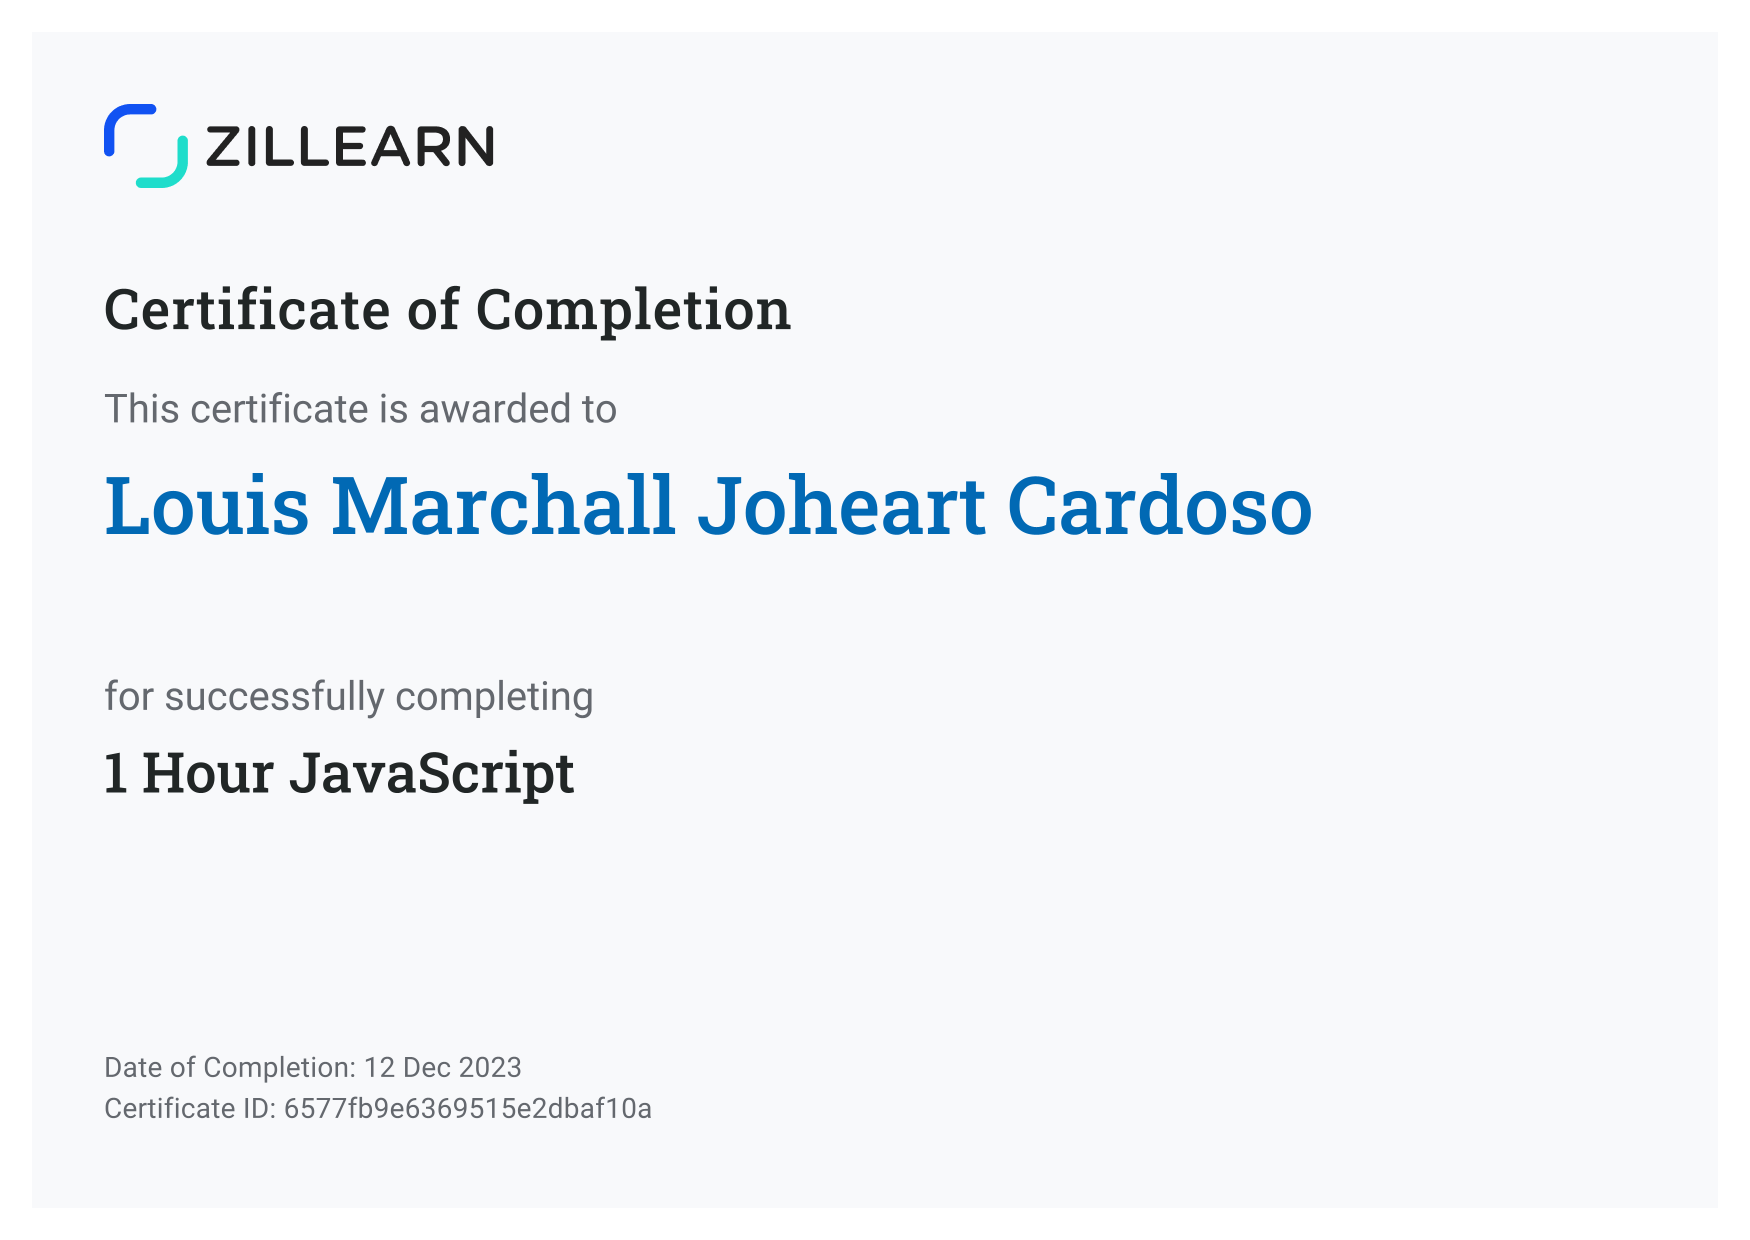 ZILLEARN
Certificate of Completion
This certificate is awarded to
Louis Marchall Joheart Cardoso
for successfully completing
1 Hour JavaScript
Date of Completion: 12 Dec 2023
Certificate ID: 6577fb9e6369515e2dbaf10a